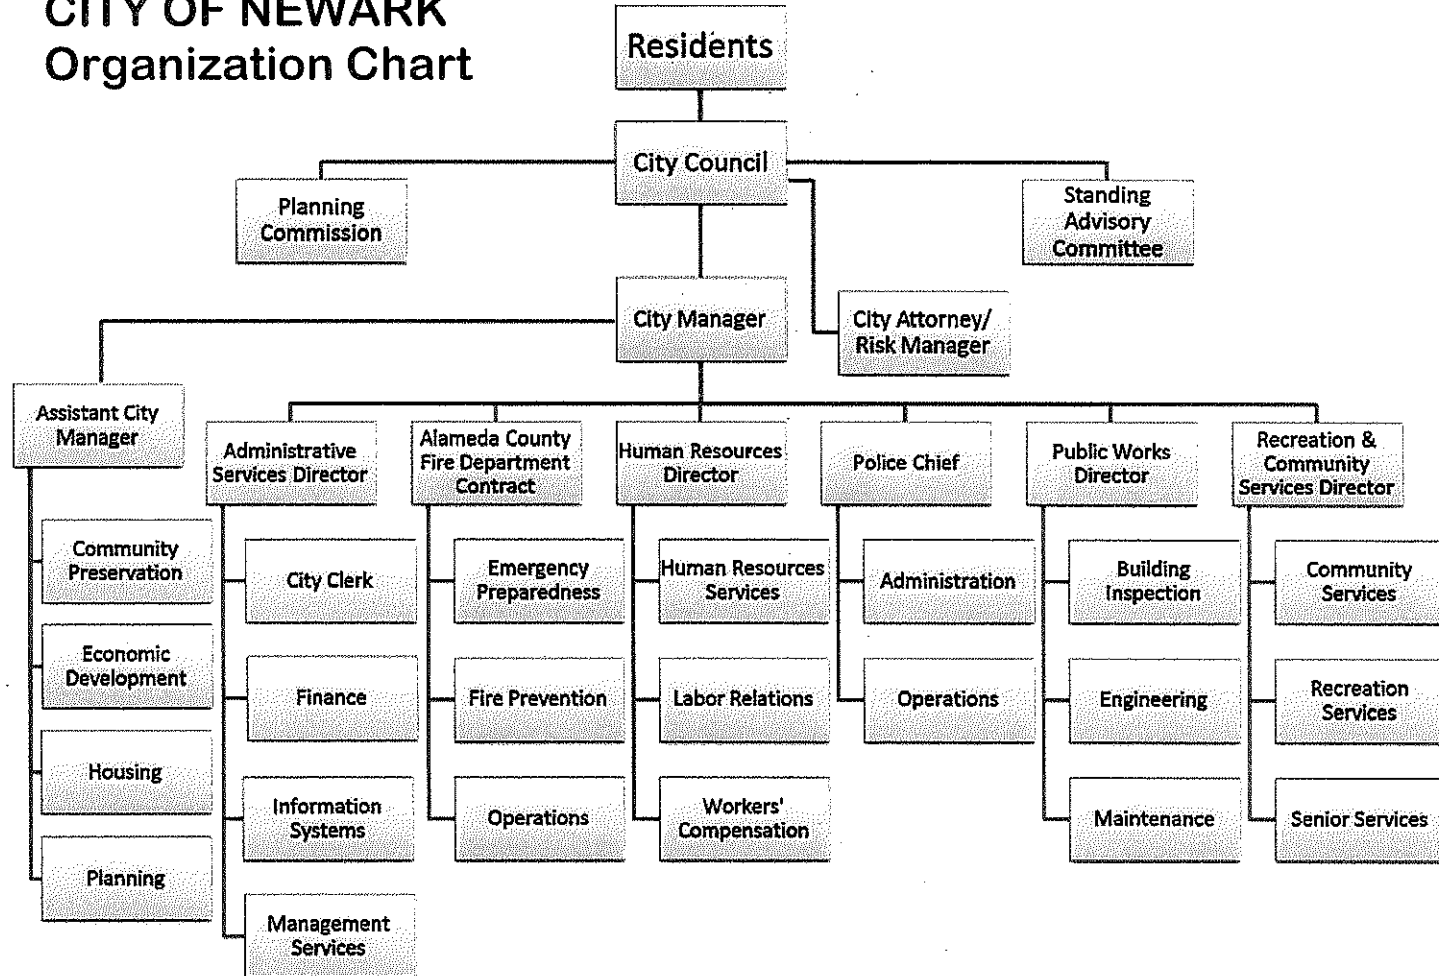 CITY OF NEWARK
Organization Chart
Residents
City Council
Planning
Commission
Standing
Advisory
Committee
City Manager
City Attorney/
Risk Manager
Assistant City
Manager
Administrative
Services Director
Alameda County
Fire Department
Contract
Human Resources
Director
Police Chief
Public Works
Director
Recreation &
Community
Services Director
Community
Preservation
Economic
Development
Housing
Planning
City Clerk
Finance
Information
Systems
Management
Services
Emergency
Preparedness
Fire Prevention
Operations
Human Resources
Services
Labor Relations
Workers'
Compensation
Administration
Operations
Building
Inspection
Engineering
Maintenance
Community
Services
Recreation
Services
Senior Services